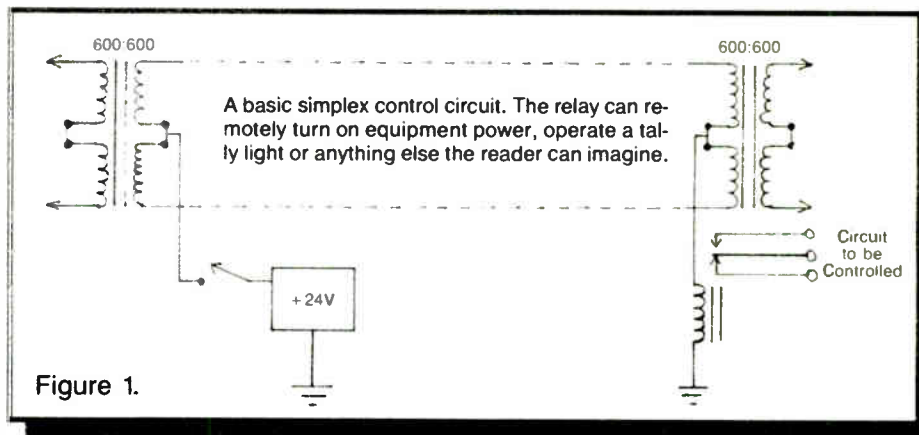 600:600
600:600
A basic simplex control circuit. The relay can re-
motely turn on equipment power, operate a tal-
ly light or anything else the reader can imagine.
Circuit
to be
Controlled
+24V
Figure 1.